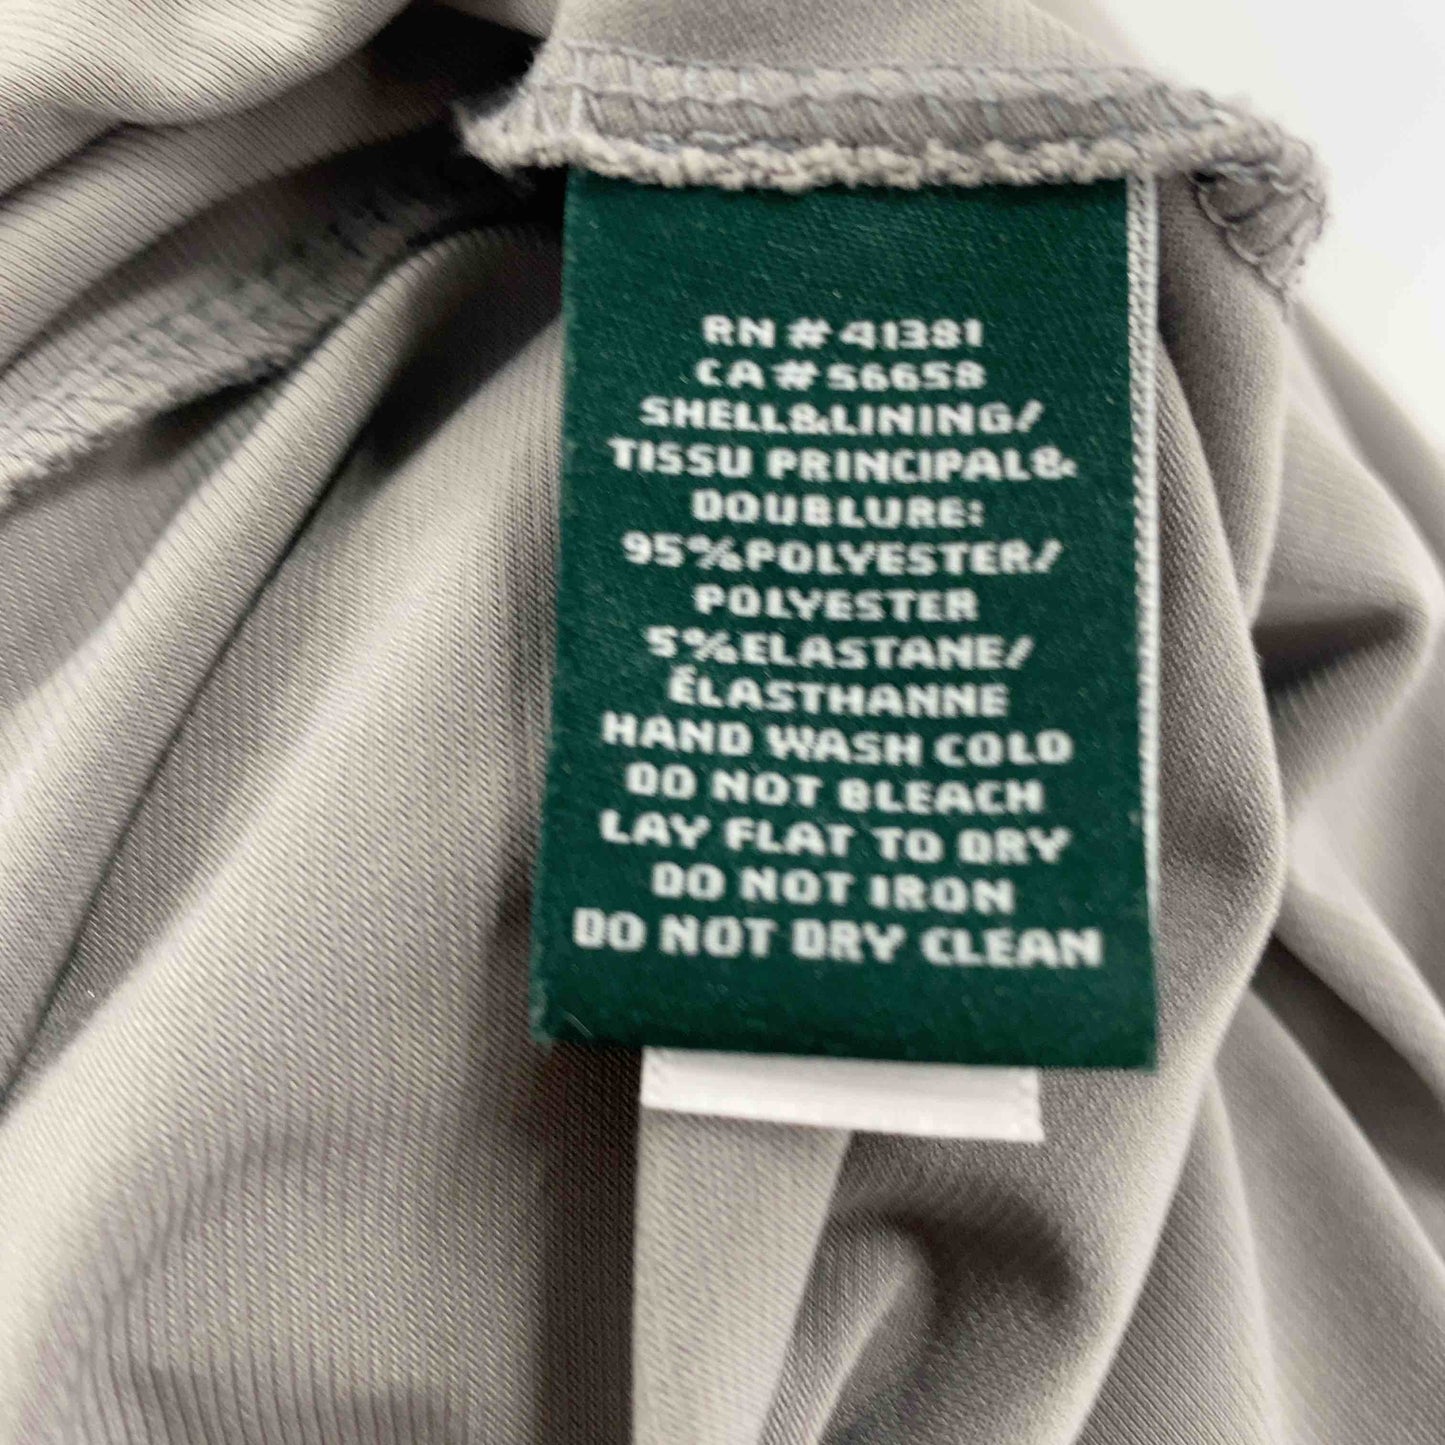 RN # 41381
CA # 56658
SHELL&LINING/
TISSU PRINCIPAL&
DOUBLURE:
95%POLYESTER/
POLYESTER
5%ELASTANE/
ÉLASTHANNE
HAND WASH COLD
DO NOT BLEACH
LAY FLAT TO DRY
DO NOT IRON
DO NOT DRY CLEAN